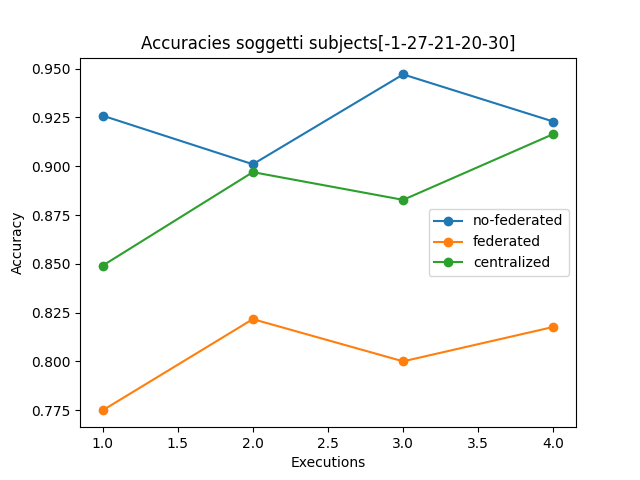 Accuracies soggetti subjects[-1-27-21-20-30]
0.950
0.925
0.900
0.875
0.850
0.825
0.800
0.775
Accuracy
no-federated
federated
centralized
1.0 1.5 2.0 2.5 3.0 3.5 4.0
Executions